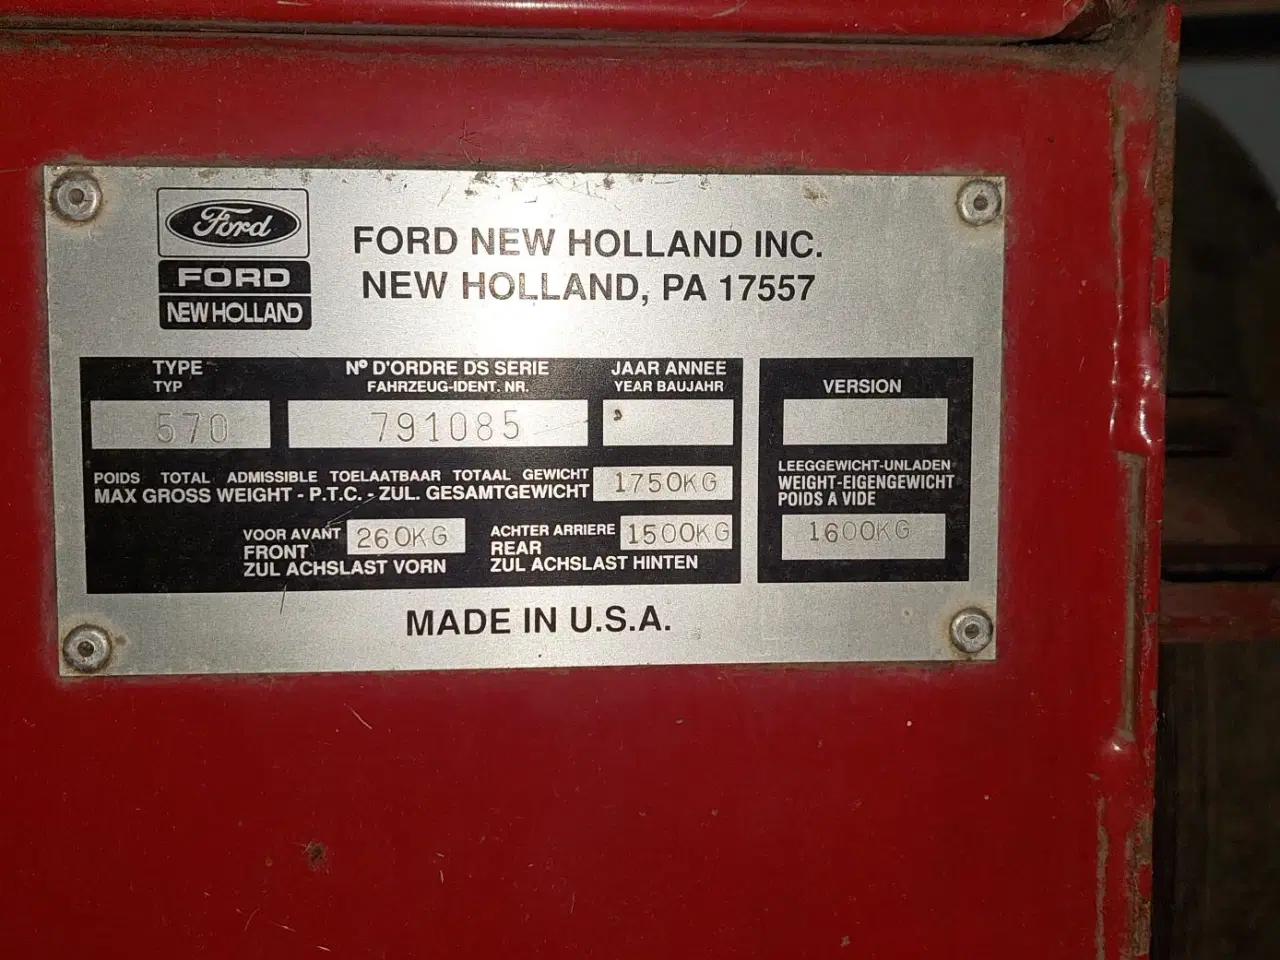 Ford
FORD
NEW HOLLAND
FORD NEW HOLLAND INC.
NEW HOLLAND, PA 17557
TYPE
TYP
570
Nº D'ORDRE DS SERIE
FAHRZEUG-IDENT. NR.
791085
JAAR ANNEE
YEAR BAUJAHR
VERSION
POIDS TOTAL ADMISSIBLE TOELAATBAAR TOTAAL GEWICHT
MAX GROSS WEIGHT - P.T.C. - ZUL. GESAMTGEWICHT
1750KG
VOOR AVANT
FRONT
ZUL ACHSLAST VORN
260KG
ACHTER ARRIERE
REAR
ZUL ACHSLAST HINTEN
1500KG
LEEGGEWICHT-UNLADEN
WEIGHT-EIGENGEWICHT
POIDS A VIDE
1600KG
MADE IN U.S.A.